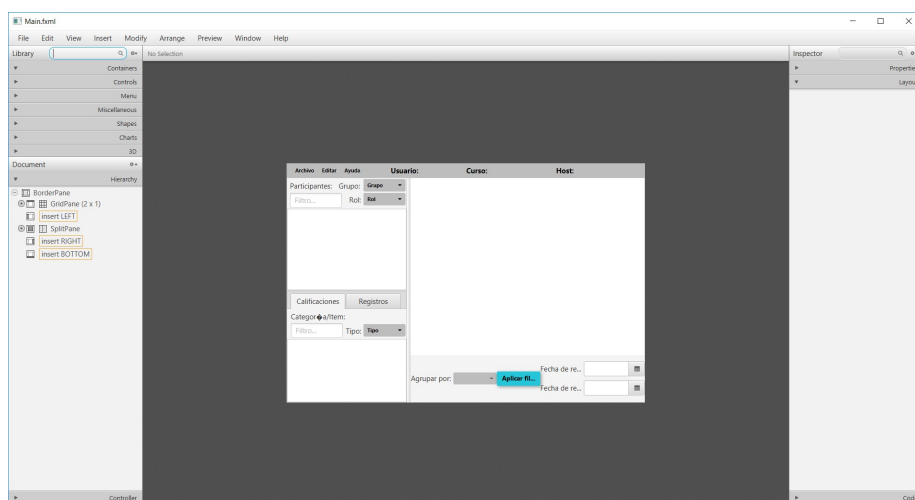 Main.fxml
File Edit View Insert Modify Arrange Preview Window Help
Library
No Selection
Inspector
Containers
Controls
Menu
Miscellaneous
Shapes
Charts
3D
Document
Hierarchy
BorderPane
GridPane (2 x 1)
insert LEFT
SplitPane
insert RIGHT
insert BOTTOM
Controller
Archivo Editar Ayuda Usuario: Curso: Host:
Participantes: Grupo: Grupo
Filtro... Rol: Rol
Calificaciones Registros
Categor�a/Item:
Filtro... Tipo: Tipo
Agrupar por: Aplicar fil...
Fecha de re...
Fecha de re...
Propertie
Layou
Code